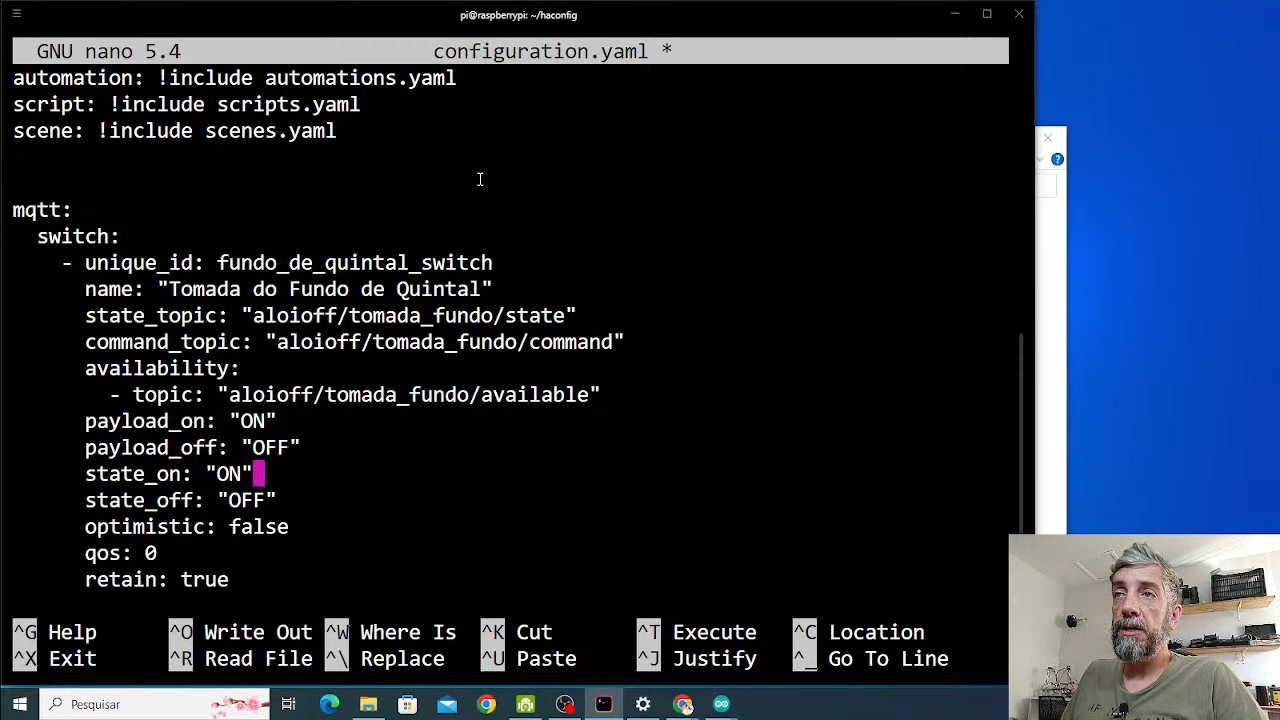 pi@raspberrypi: ~/haconfig
GNU nano 5.4 configuration.yaml *
automation: !include automations.yaml
script: !include scripts.yaml
scene: !include scenes.yaml
mqtt:
switch:
- unique_id: fundo_de_quintal_switch
name: "Tomada do Fundo de Quintal"
state_topic: "aloioff/tomada_fundo/state"
command_topic: "aloioff/tomada_fundo/command"
availability:
- topic: "aloioff/tomada_fundo/available"
payload_on: "ON"
payload_off: "OFF"
state_on: "ON"
state_off: "OFF"
optimistic: false
qos: 0
retain: true
^G Help ^O Write Out ^W Where Is ^K Cut ^T Execute ^C Location
^X Exit ^R Read File ^\ Replace ^U Paste ^J Justify ^_ Go To Line
Pesquisar